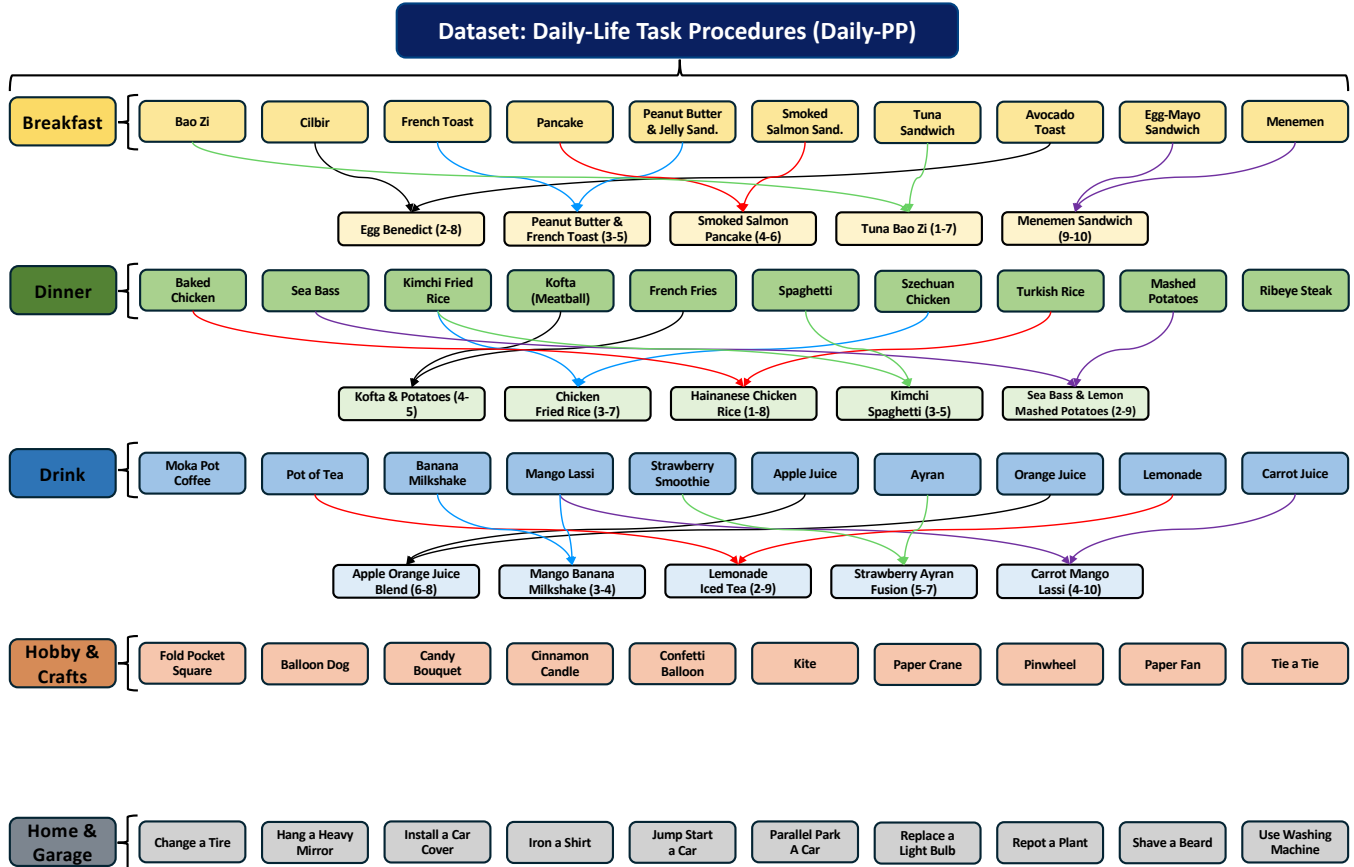 Dataset: Daily-Life Task Procedures (Daily-PP)
Breakfast
Bao Zi
Cilbir
French Toast
Pancake
Peanut Butter
& Jelly Sand.
Smoked
Salmon Sand.
Tuna
Sandwich
Avocado
Toast
Egg-Mayo
Sandwich
Menemen
Egg Benedict (2-8)
Peanut Butter &
French Toast (3-5)
Smoked Salmon
Pancake (4-6)
Tuna Bao Zi (1-7)
Menemen Sandwich
(9-10)
Dinner
Baked
Chicken
Sea Bass
Kimchi Fried
Rice
Kofta
(Meatball)
French Fries
Spaghetti
Szechuan
Chicken
Turkish Rice
Mashed
Potatoes
Ribeye Steak
Kofta & Potatoes (4-
5)
Chicken
Fried Rice (3-7)
Hainanese Chicken
Rice (1-8)
Kimchi
Spaghetti (3-5)
Sea Bass & Lemon
Mashed Potatoes (2-9)
Drink
Moka Pot
Coffee
Pot of Tea
Banana
Milkshake
Mango Lassi
Strawberry
Smoothie
Apple Juice
Ayran
Orange Juice
Lemonade
Carrot Juice
Apple Orange Juice
Blend (6-8)
Mango Banana
Milkshake (3-4)
Lemonade
Iced Tea (2-9)
Strawberry Ayran
Fusion (5-7)
Carrot Mango
Lassi (4-10)
Hobby &
Crafts
Fold Pocket
Square
Balloon Dog
Candy
Bouquet
Cinnamon
Candle
Confetti
Balloon
Kite
Paper Crane
Pinwheel
Paper Fan
Tie a Tie
Home &
Garage
Change a Tire
Hang a Heavy
Mirror
Install a Car
Cover
Iron a Shirt
Jump Start
a Car
Parallel Park
A Car
Replace a
Light Bulb
Repot a Plant
Shave a Beard
Use Washing
Machine